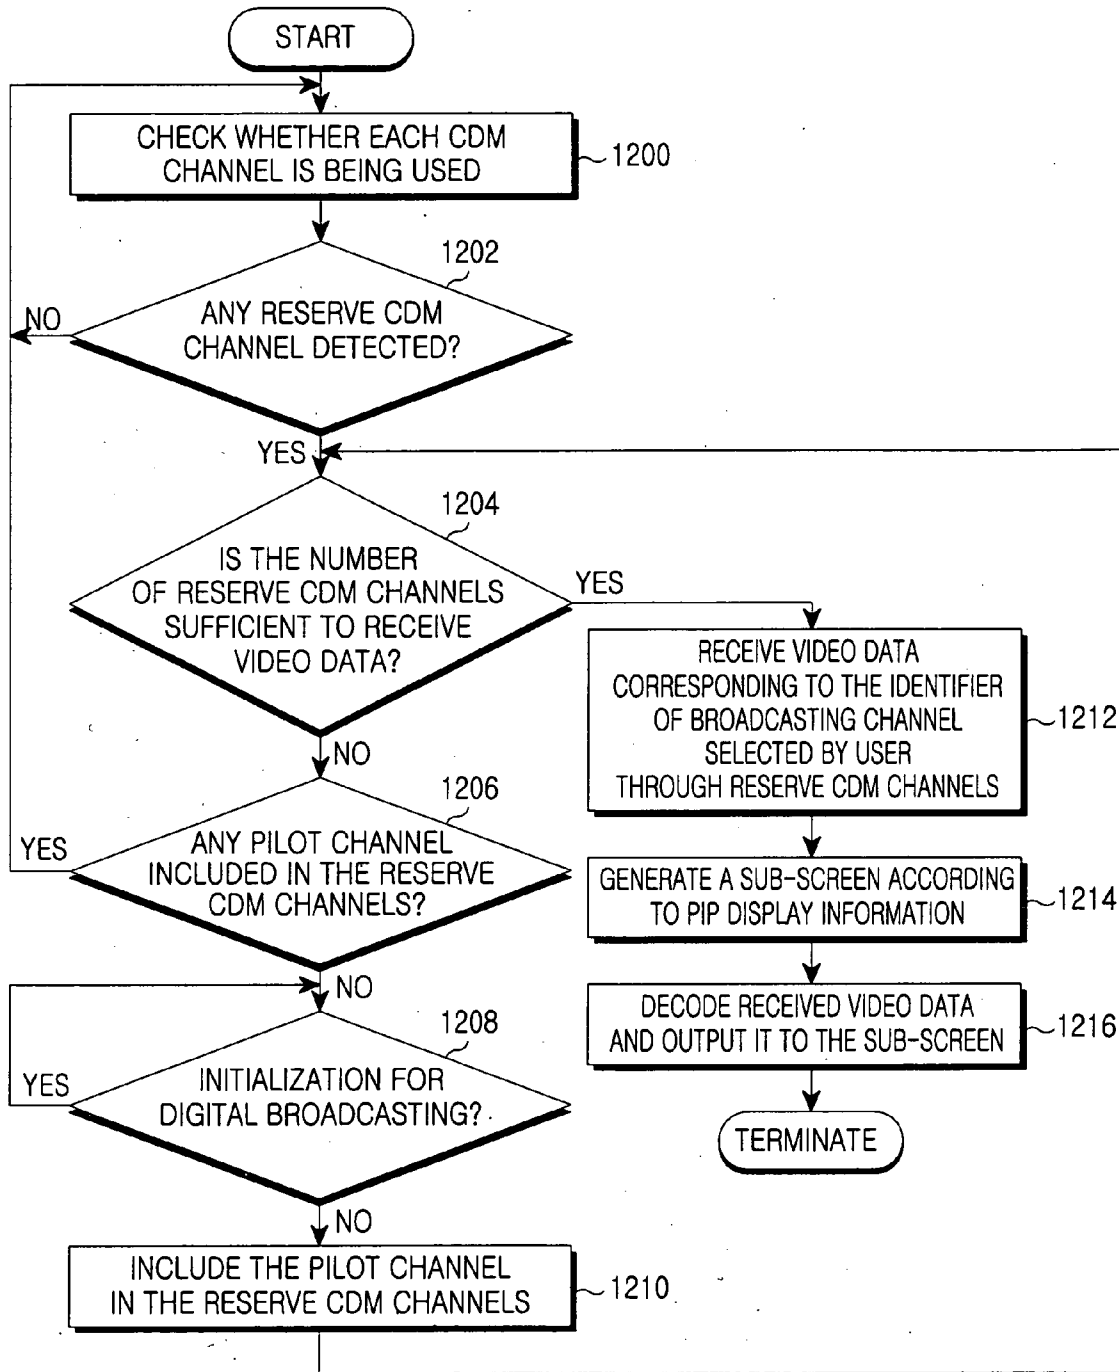 START
CHECK WHETHER EACH CDM
CHANNEL IS BEING USED
1200
1202
ANY RESERVE CDM
CHANNEL DETECTED?
NO
YES
1204
IS THE NUMBER
OF RESERVE CDM CHANNELS
SUFFICIENT TO RECEIVE
VIDEO DATA?
YES
NO
RECEIVE VIDEO DATA
CORRESPONDING TO THE IDENTIFIER
OF BROADCASTING CHANNEL
SELECTED BY USER
THROUGH RESERVE CDM CHANNELS
1212
1206
ANY PILOT CHANNEL
INCLUDED IN THE RESERVE
CDM CHANNELS?
YES
NO
GENERATE A SUB-SCREEN ACCORDING
TO PIP DISPLAY INFORMATION
1214
DECODE RECEIVED VIDEO DATA
AND OUTPUT IT TO THE SUB-SCREEN
1216
1208
INITIALIZATION FOR
DIGITAL BROADCASTING?
YES
NO
TERMINATE
INCLUDE THE PILOT CHANNEL
IN THE RESERVE CDM CHANNELS
1210